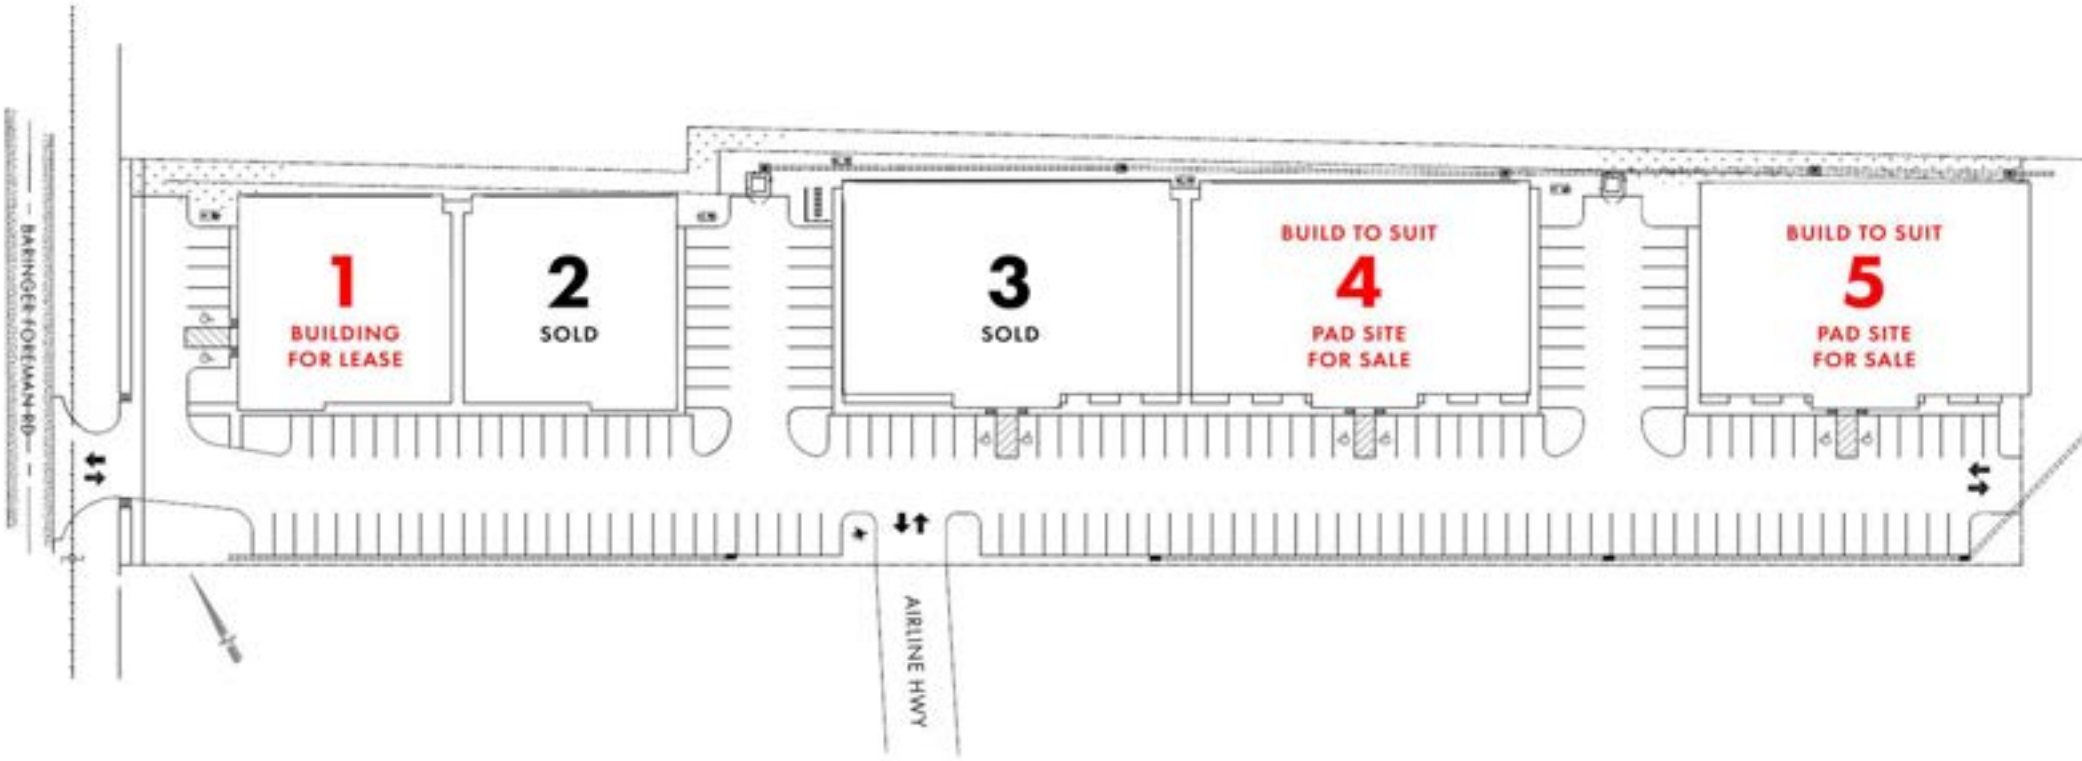 BARINGER FOREMAN RD
1
BUILDING
FOR LEASE
2
SOLD
3
SOLD
BUILD TO SUIT
4
PAD SITE
FOR SALE
BUILD TO SUIT
5
PAD SITE
FOR SALE
AIRLINE HWY